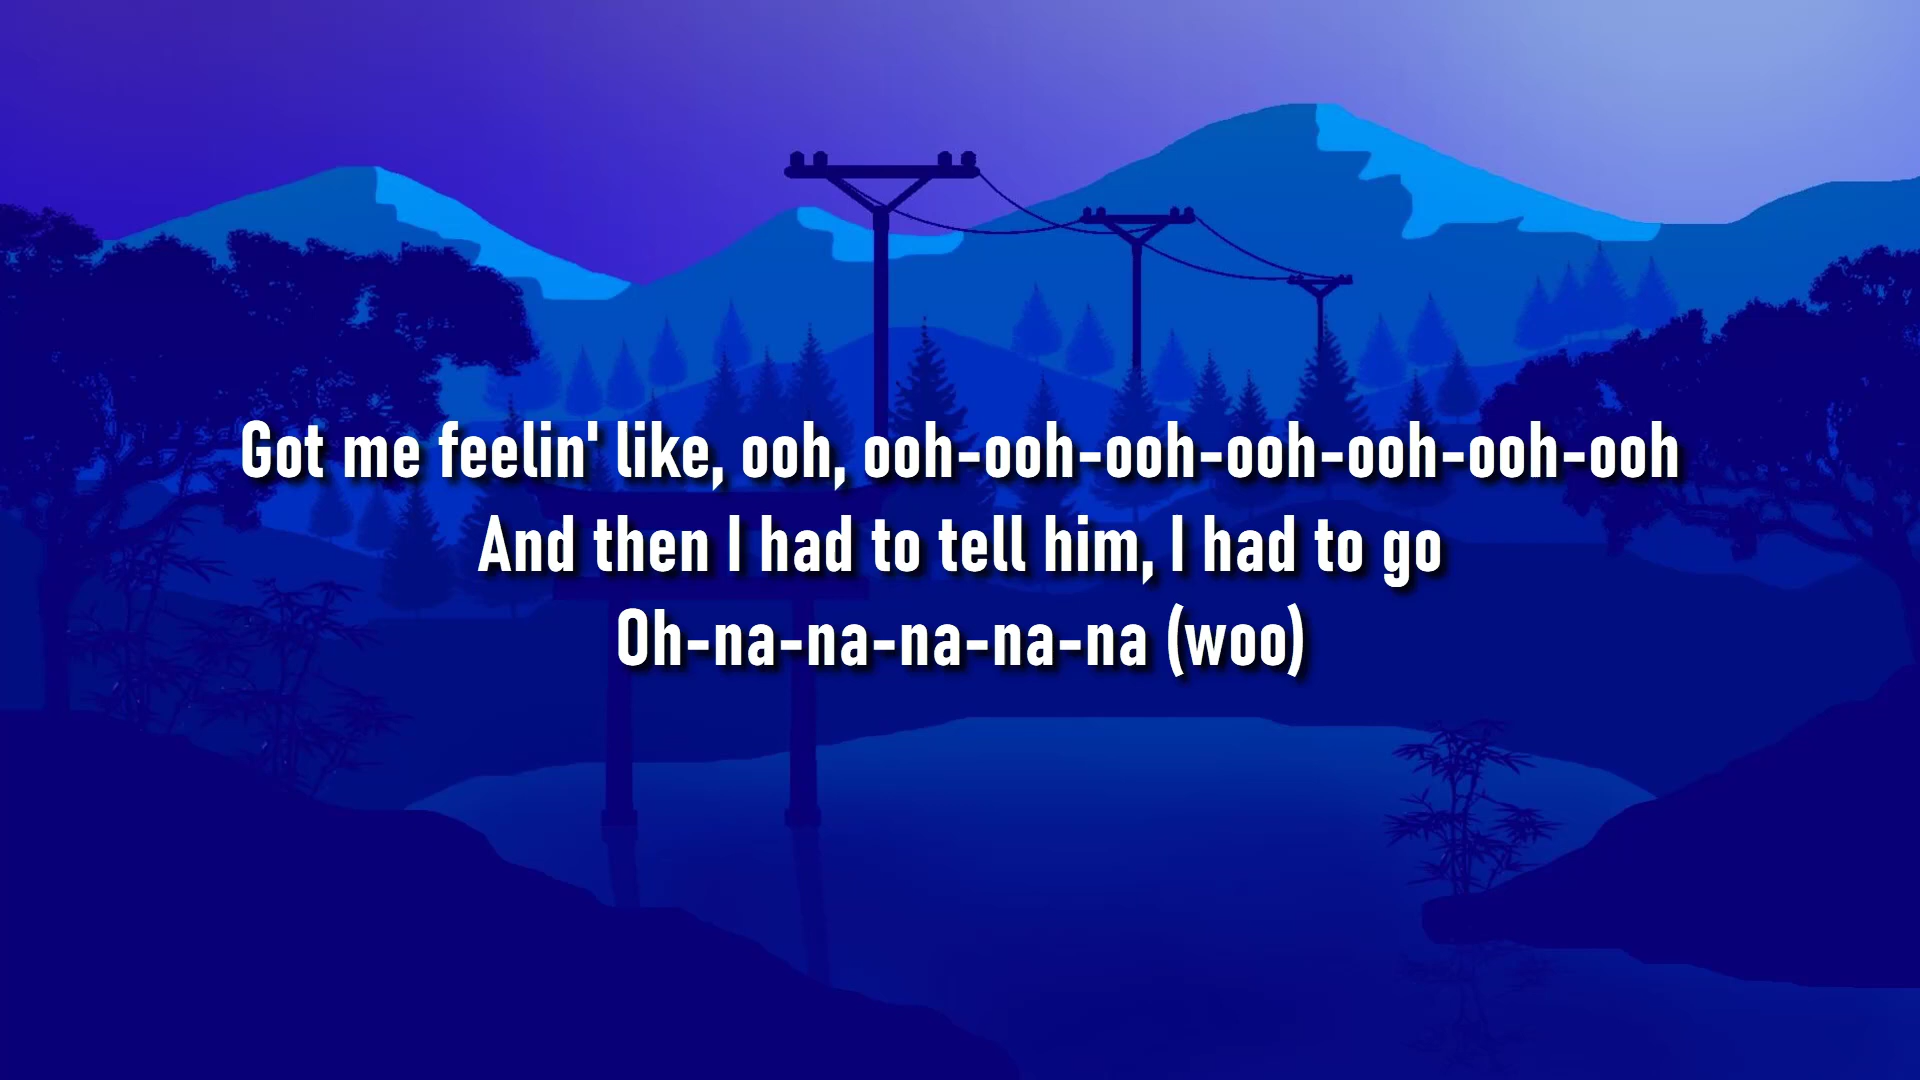 Got me feelin' like, ooh, ooh-ooh-ooh-ooh-ooh-ooh-ooh
And then I had to tell him, I had to go
Oh-na-na-na-na-na (woo)